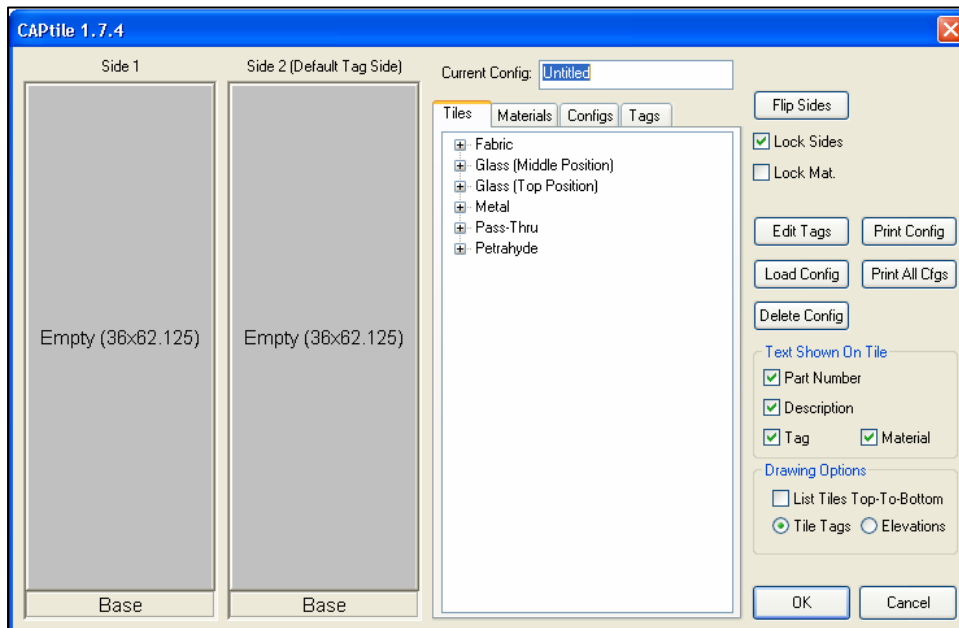 CAPtile 1.7.4
Side 1
Side 2 (Default Tag Side)
Empty (36x62.125)
Empty (36x62.125)
Base
Base
Current Config: Untitled
Tiles Materials Configs Tags
Fabric
Glass (Middle Position)
Glass (Top Position)
Metal
Pass-Thru
Petrahyde
Flip Sides
Lock Sides
Lock Mat.
Edit Tags Print Config
Load Config Print All Cfgs
Delete Config
Text Shown On Tile
Part Number
Description
Tag Material
Drawing Options
List Tiles Top-To-Bottom
Tile Tags Elevations
OK Cancel